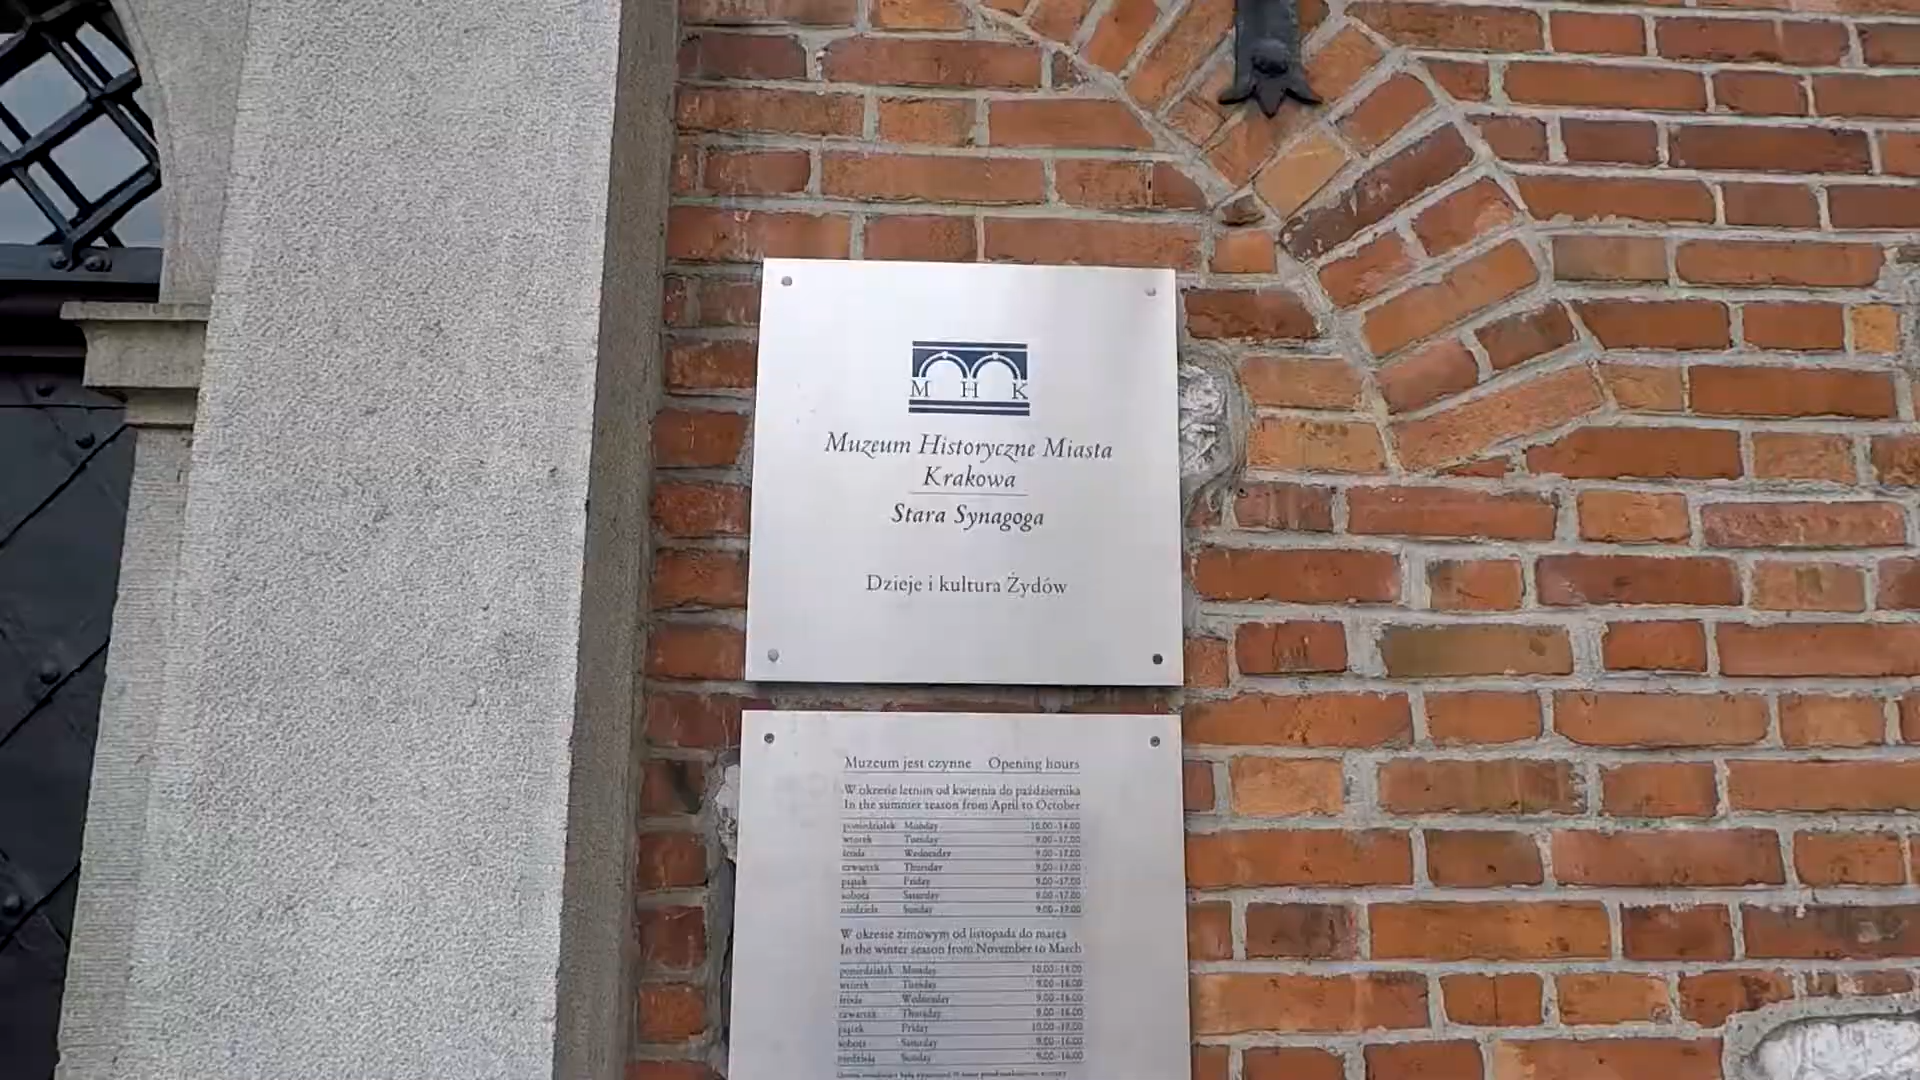 M H K
Muzeum Historyczne Miasta
Krakowa
Stara Synagoga
Dzieje i kultura Żydów
Muzeum jest czynne Opening hours
W okresie letnim od kwietnia do października
In the summer season from April to October
poniedziałek Monday 10.00-14.00
wtorek Tuesday 9.00-17.00
środa Wednesday 9.00-17.00
czwartek Thursday 9.00-17.00
piątek Friday 9.00-17.00
sobota Saturday 9.00-17.00
niedziela Sunday 9.00-17.00
W okresie zimowym od listopada do marca
In the winter season from November to March
poniedziałek Monday 10.00-14.00
wtorek Tuesday 9.00-16.00
środa Wednesday 9.00-16.00
czwartek Thursday 9.00-16.00
piątek Friday 10.00-17.00
sobota Saturday 9.00-16.00
niedziela Sunday 9.00-16.00